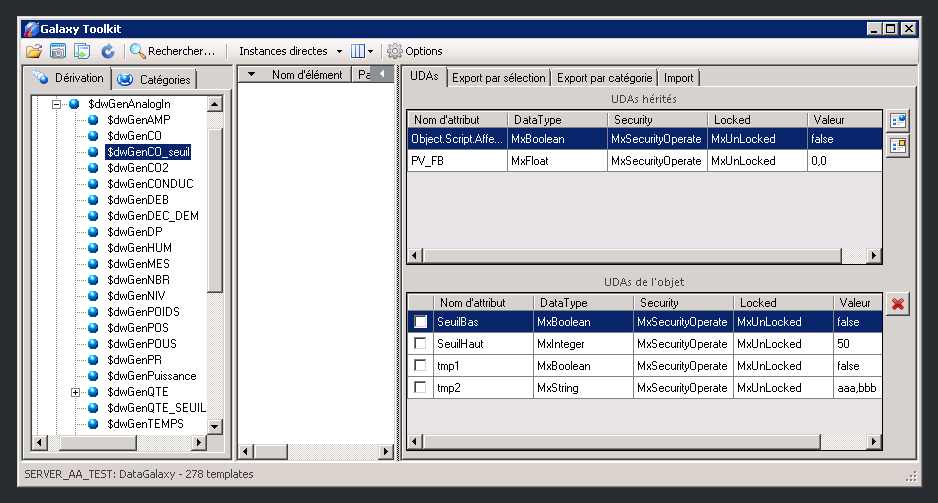 Galaxy Toolkit
Rechercher... Instances directes Options
Dérivation Catégories
$dwGenAnalogIn
$dwGenAMP
$dwGenCO
$dwGenCO_seuil
$dwGenCO2
$dwGenCONDUC
$dwGenDEB
$dwGenDEC_DEM
$dwGenDP
$dwGenHUM
$dwGenMES
$dwGenNBR
$dwGenNIV
$dwGenPOIDS
$dwGenPOS
$dwGenPOUS
$dwGenPR
$dwGenPuissance
$dwGenQTE
$dwGenQTE_SEUIL
$dwGenTEMPS
Nom d'élément Pa
UDAs Export par sélection Export par catégorie Import
UDAs hérités
Nom d'attribut DataType Security Locked Valeur
Object.Script.Affe... MxBoolean MxSecurityOperate MxUnLocked false
PV_FB MxFloat MxSecurityOperate MxUnLocked 0,0
UDAs de l'objet
Nom d'attribut DataType Security Locked Valeur
SeuilBas MxBoolean MxSecurityOperate MxUnLocked false
SeuilHaut MxInteger MxSecurityOperate MxUnLocked 50
tmp1 MxBoolean MxSecurityOperate MxUnLocked false
tmp2 MxString MxSecurityOperate MxUnLocked aaa,bbb
SERVER_AA_TEST: DataGalaxy - 278 templates